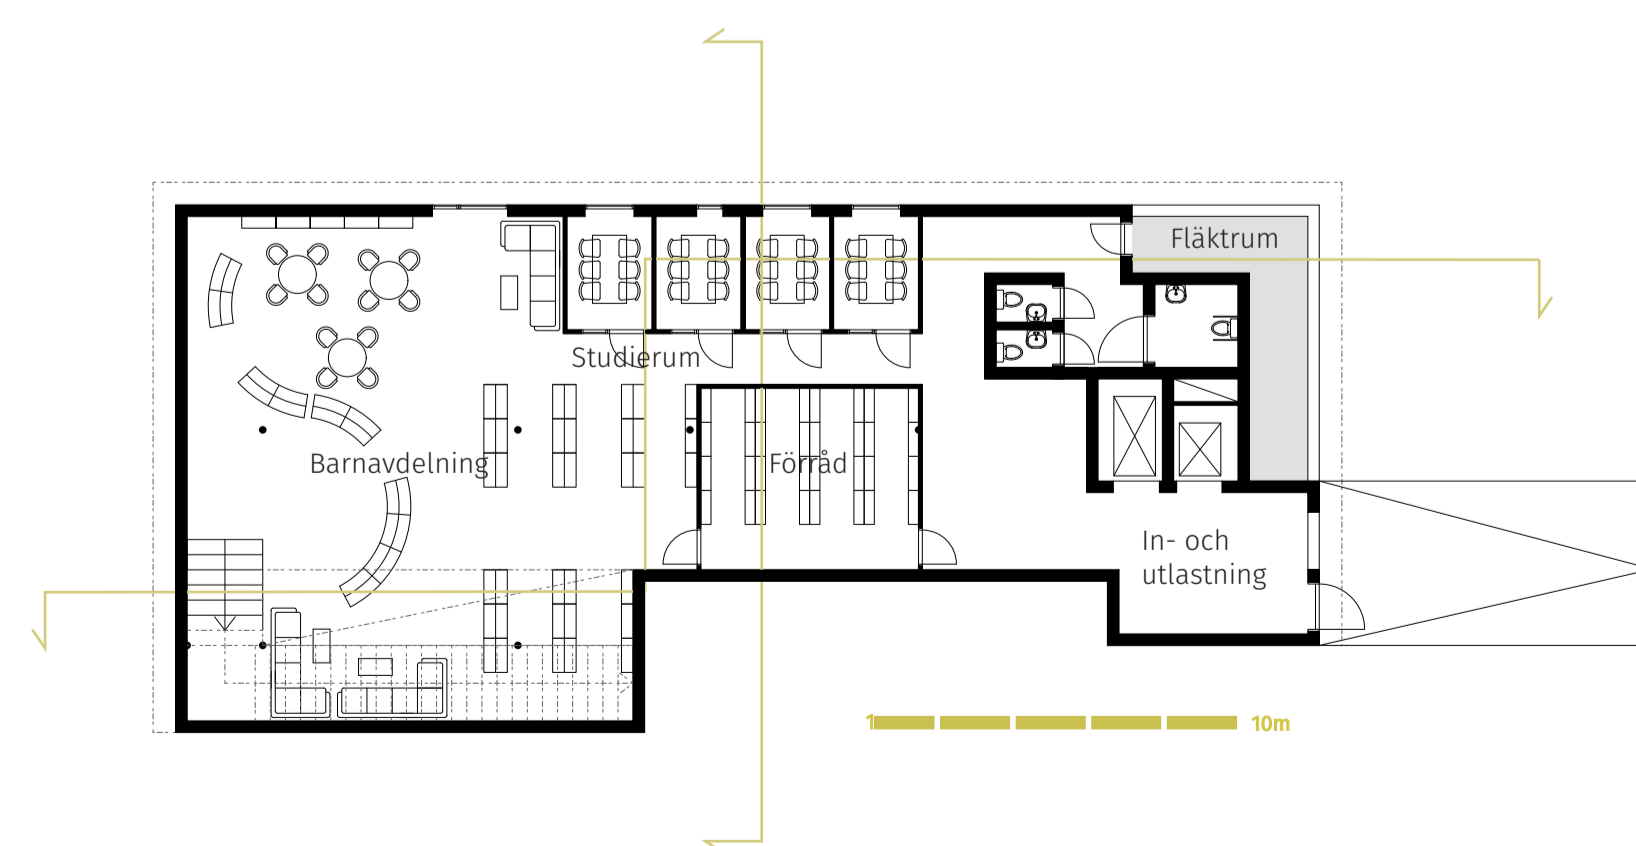 Fläktrum
Studierum
Barnavdelning
Förråd
In- och
utlastning
1
10m